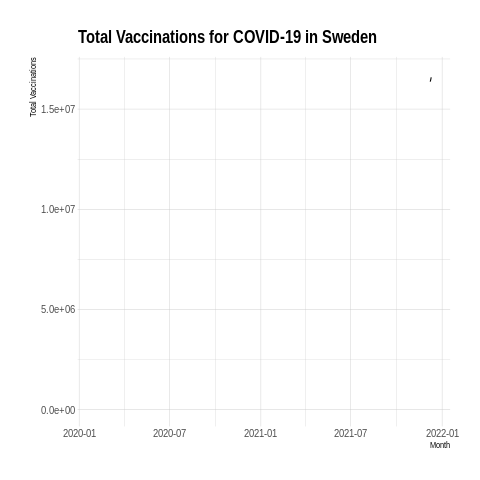 Total Vaccinations for COVID-19 in Sweden
Total Vaccinations
1.5e+07
1.0e+07
5.0e+06
0.0e+00
2020-01 2020-07 2021-01 2021-07 2022-01
Month